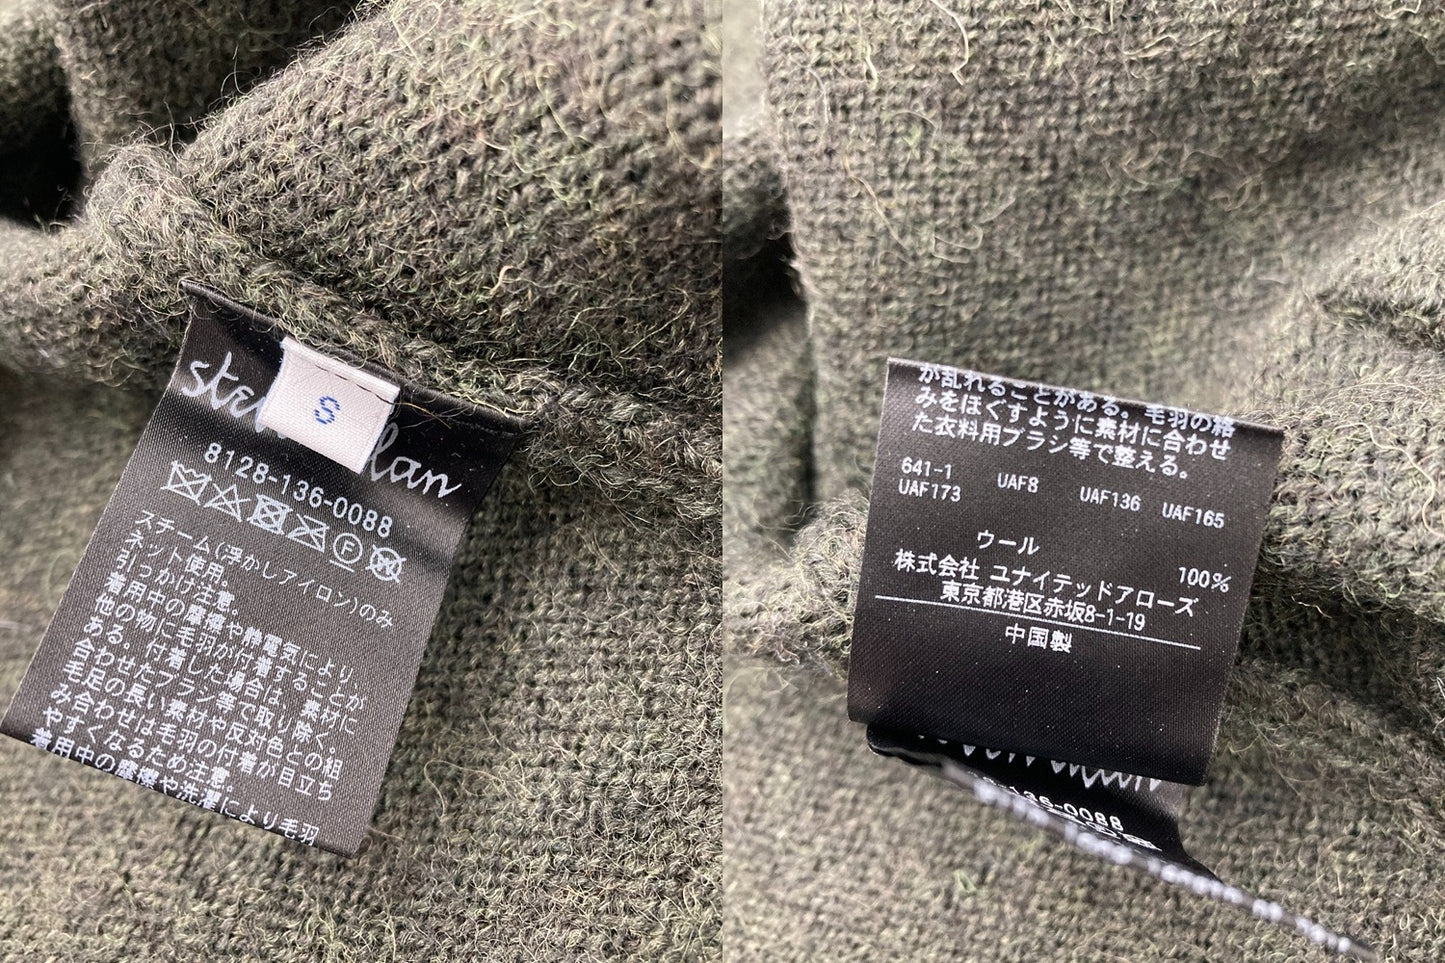 S
8128-136-0088
スチーム(浮かしアイロン)のみ
ネット使用。
引っかけ注意。
着用中の摩擦や静電気により、
他の物に毛羽が付着することが
ある。付着した場合は、素材に
合わせたブラシ等で取り除く。
毛足の長い素材や反対色との組
み合わせは毛羽の付着が目立ち
やすくなるため注意。
着用中の摩擦や洗濯により毛羽
が乱れることがある。毛羽の絡
みをほぐすように素材に合わせ
た衣料用ブラシ等で整える。
641-1 UAF8 UAF136 UAF165
UAF173
ウール 100%
株式会社 ユナイテッドアローズ
東京都港区赤坂8-1-19
中国製
136-0088